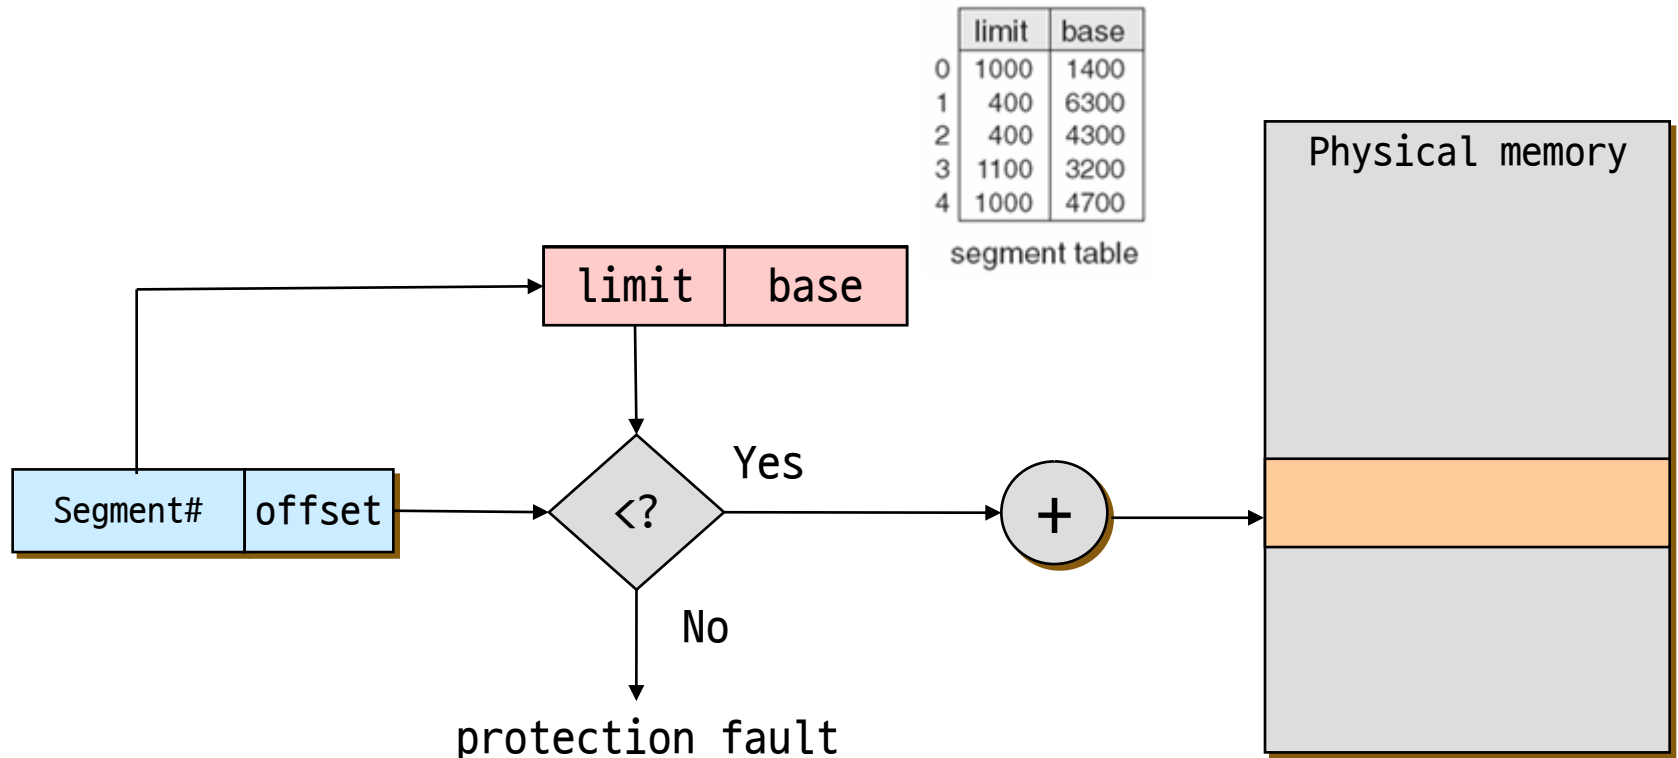 limit base
0 1000 1400
1 400 6300
2 400 4300
3 1100 3200
4 1000 4700
segment table
Physical memory
limit base
Segment# offset
<?
Yes
+
No
protection fault